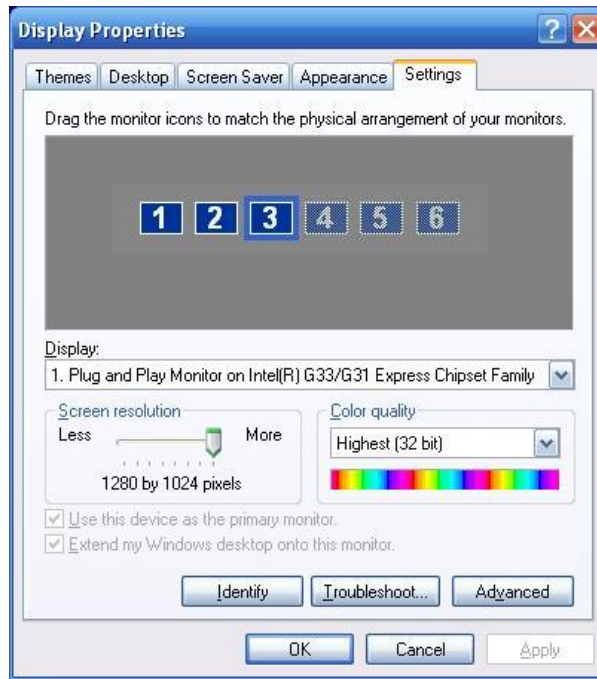 Display Properties
Themes Desktop Screen Saver Appearance Settings
Drag the monitor icons to match the physical arrangement of your monitors.
1 2 3 4 5 6
Display:
1. Plug and Play Monitor on Intel(R) G33/G31 Express Chipset Family
Screen resolution
Less More
1280 by 1024 pixels
Color quality
Highest (32 bit)
Use this device as the primary monitor.
Extend my Windows desktop onto this monitor.
Identify Troubleshoot... Advanced
OK Cancel Apply